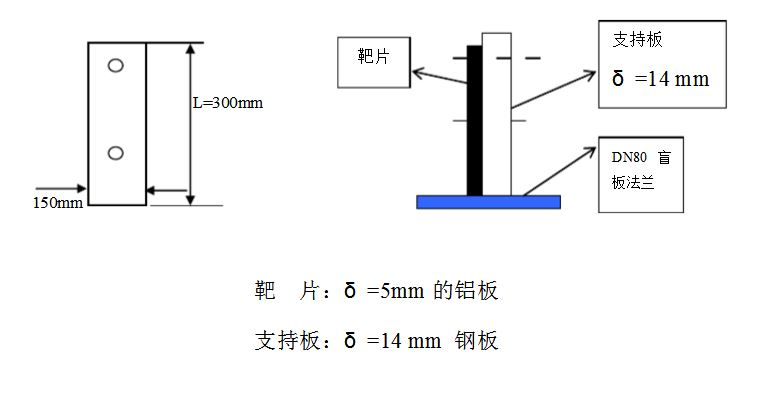 L=300mm
150mm
靶片
支持板
δ =14 mm
DN80 盲
板法兰
靶 片：δ =5mm 的铝板
支持板：δ =14 mm 钢板